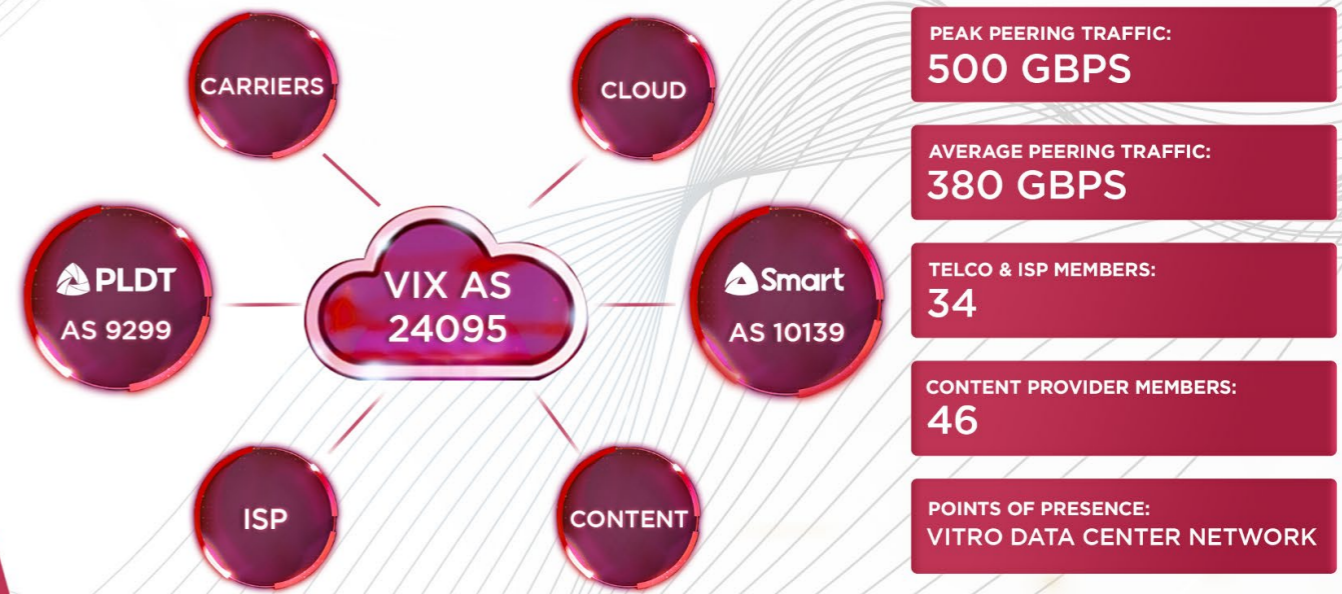 CARRIERS
CLOUD
PLDT
AS 9299
VIX AS
24095
Smart
AS 10139
ISP
CONTENT
PEAK PEERING TRAFFIC:
500 GBPS
AVERAGE PEERING TRAFFIC:
380 GBPS
TELCO & ISP MEMBERS:
34
CONTENT PROVIDER MEMBERS:
46
POINTS OF PRESENCE:
VITRO DATA CENTER NETWORK